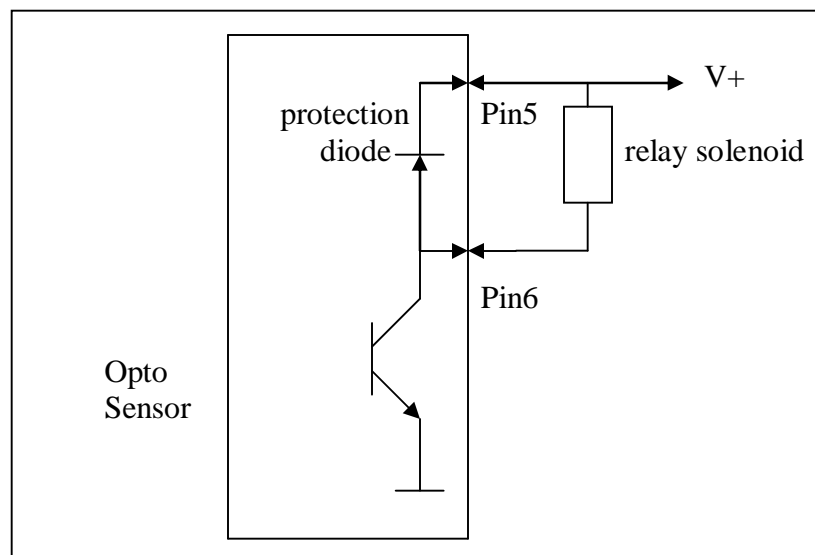 V+
protection
diode
Pin5
relay solenoid
Pin6
Opto
Sensor